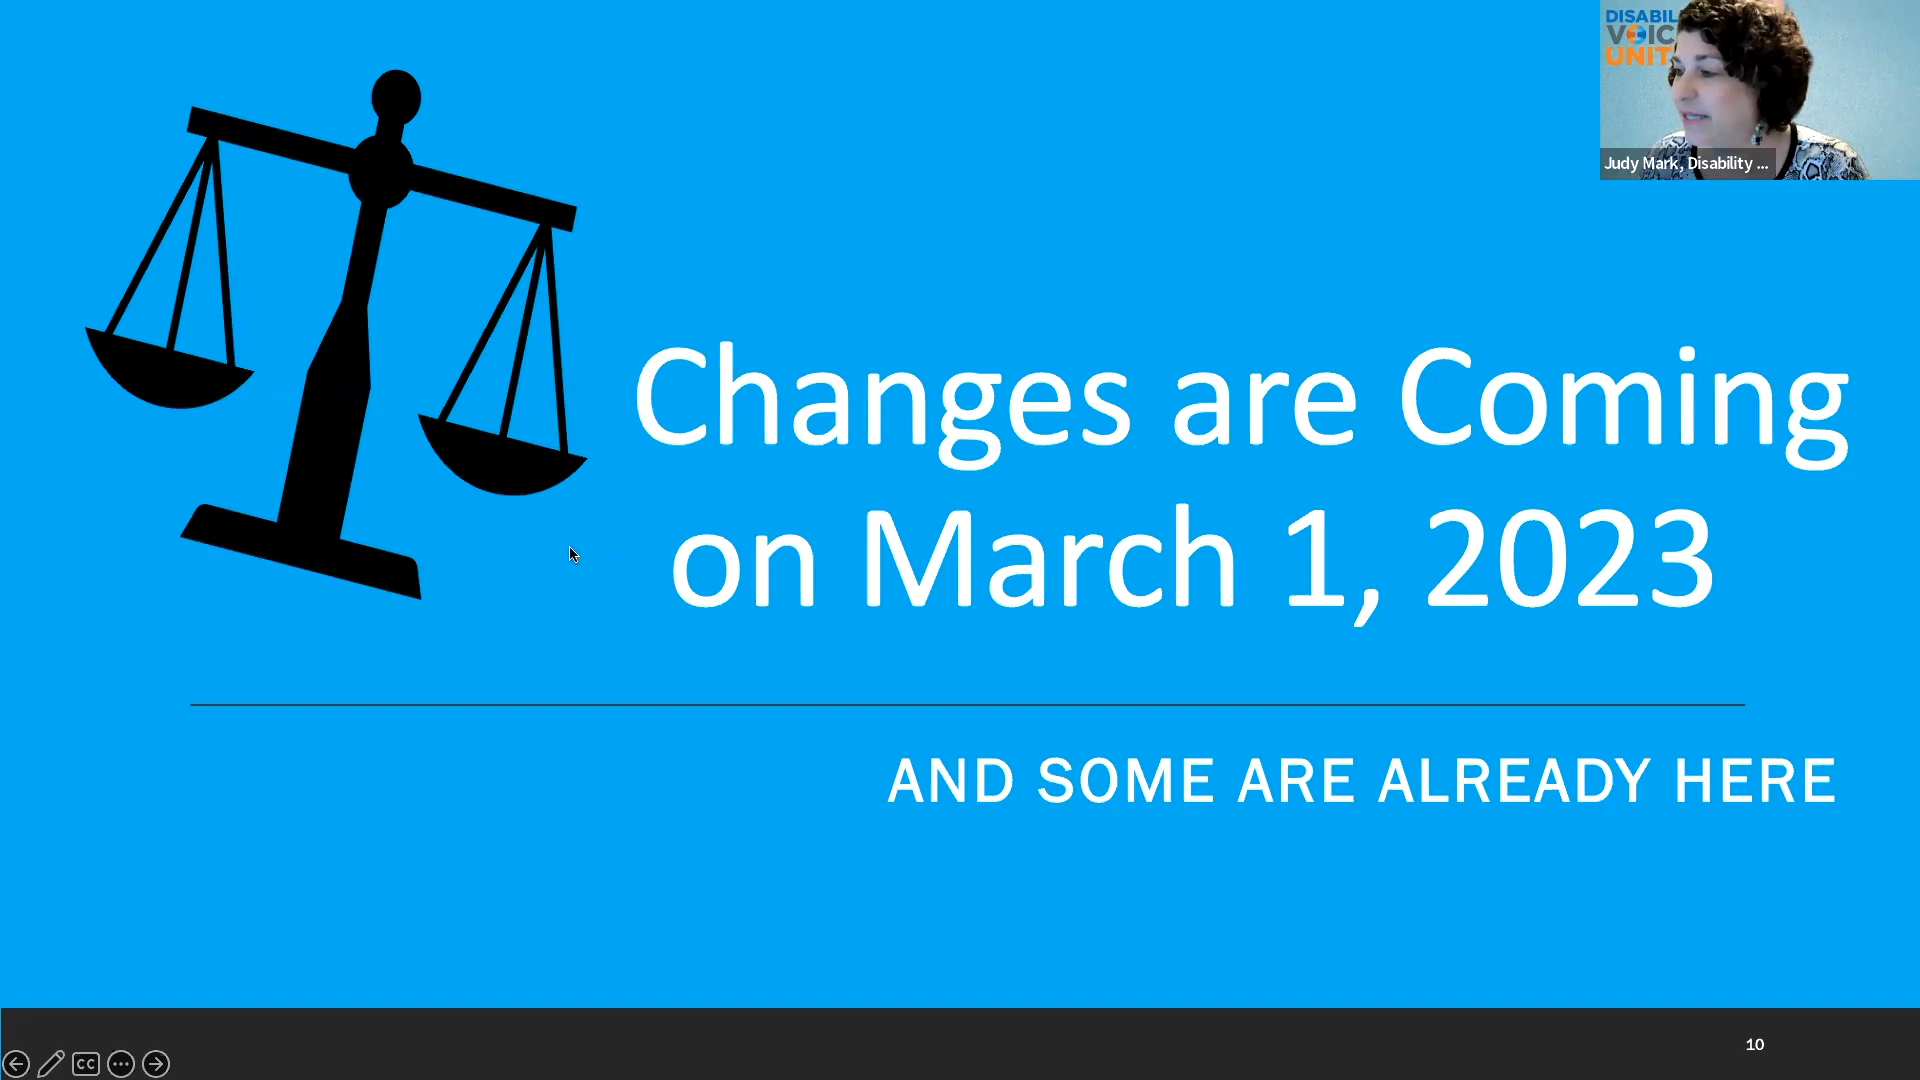 DISABIL
VOIC
UNIT
Judy Mark, Disability ...
Changes are Coming
on March 1, 2023
AND SOME ARE ALREADY HERE
10
CC